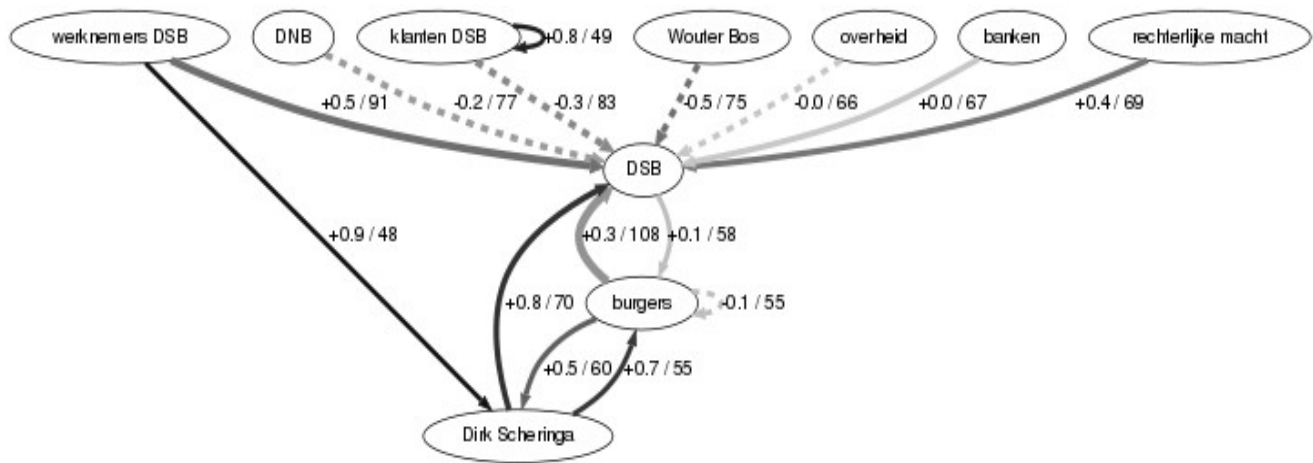 werknemers DSB
DNB
klanten DSB
+0.8 / 49
Wouter Bos
overheid
banken
rechterlijke macht
+0.5 / 91
-0.2 / 77
-0.3 / 83
-0.5 / 75
-0.0 / 66
+0.0 / 67
+0.4 / 69
DSB
+0.9 / 48
+0.3 / 108
+0.1 / 58
+0.8 / 70
burgers
-0.1 / 55
+0.5 / 60
+0.7 / 55
Dirk Scheringa